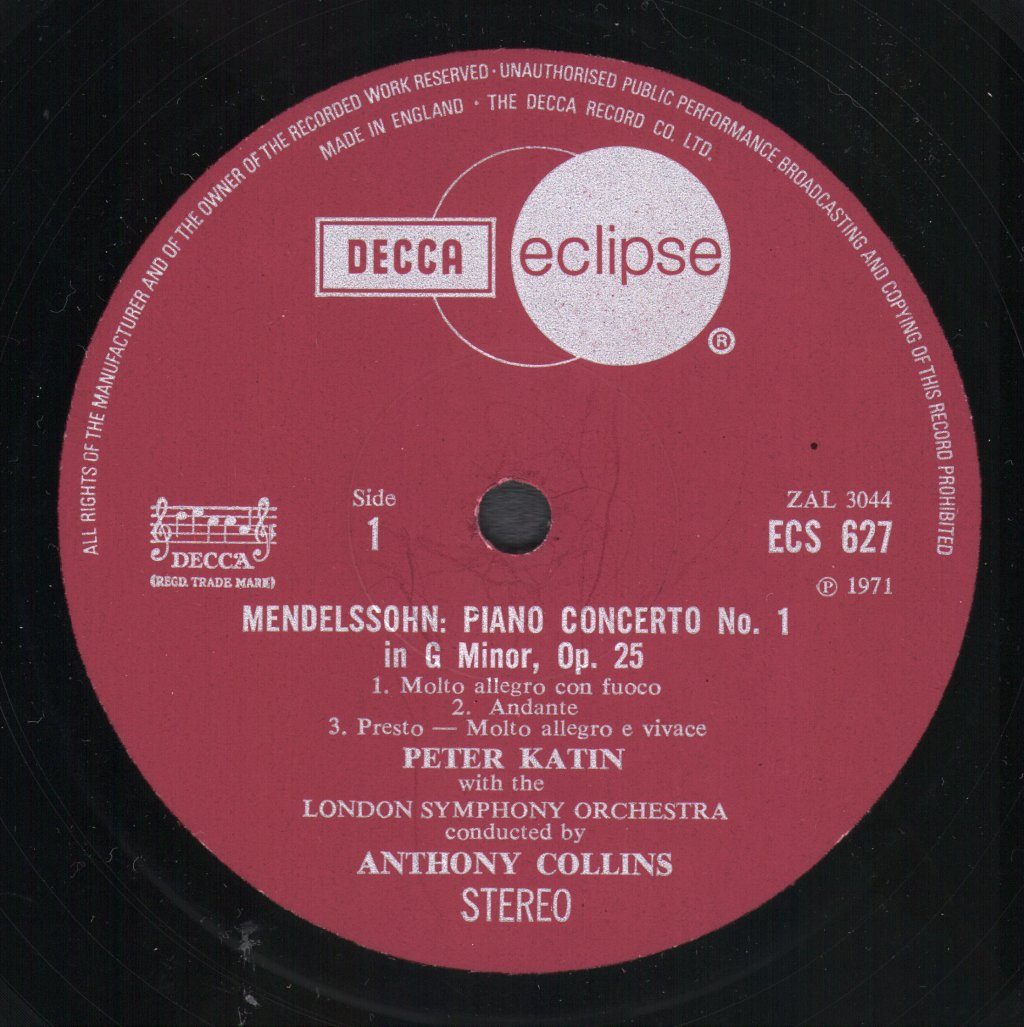 ALL RIGHTS OF THE MANUFACTURER AND OF THE OWNER OF THE RECORDED WORK RESERVED · UNAUTHORISED PUBLIC PERFORMANCE BROADCASTING AND COPYING OF THIS RECORD PROHIBITED
MADE IN ENGLAND · THE DECCA RECORD CO. LTD.
DECCA eclipse
®
Side
1
ZAL 3044
ECS 627
℗ 1971
DECCA
(REGD. TRADE MARK)
MENDELSSOHN: PIANO CONCERTO No. 1
in G Minor, Op. 25
1. Molto allegro con fuoco
2. Andante
3. Presto — Molto allegro e vivace
PETER KATIN
with the
LONDON SYMPHONY ORCHESTRA
conducted by
ANTHONY COLLINS
STEREO